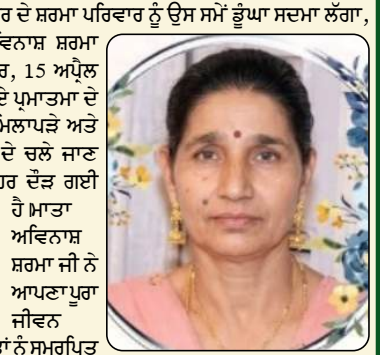 ਰ ਦੇ ਸ਼ਰਮਾ ਪਰਿਵਾਰ ਨੂੰ ਉਸ ਸਮੇਂ ਡੂੰਘਾ ਸਦਮਾ ਲੱਗਾ,
ਵਿਨਾਸ਼ ਸ਼ਰਮਾ
ਰ, 15 ਅਪ੍ਰੈਲ
ਏ ਪ੍ਰਮਾਤਮਾ ਦੇ
ਮਿਲਾਪੜੇ ਅਤੇ
ਦੇ ਚਲੇ ਜਾਣ
ਹਰ ਦੌੜ ਗਈ
ਹੈ।ਮਾਤਾ
ਅਵਿਨਾਸ਼
ਸ਼ਰਮਾ ਜੀ ਨੇ
ਆਪਣਾ ਪੂਰਾ
ਜੀਵਨ
ਤਾਂ ਨੂੰ ਸਮਰਪਿਤ